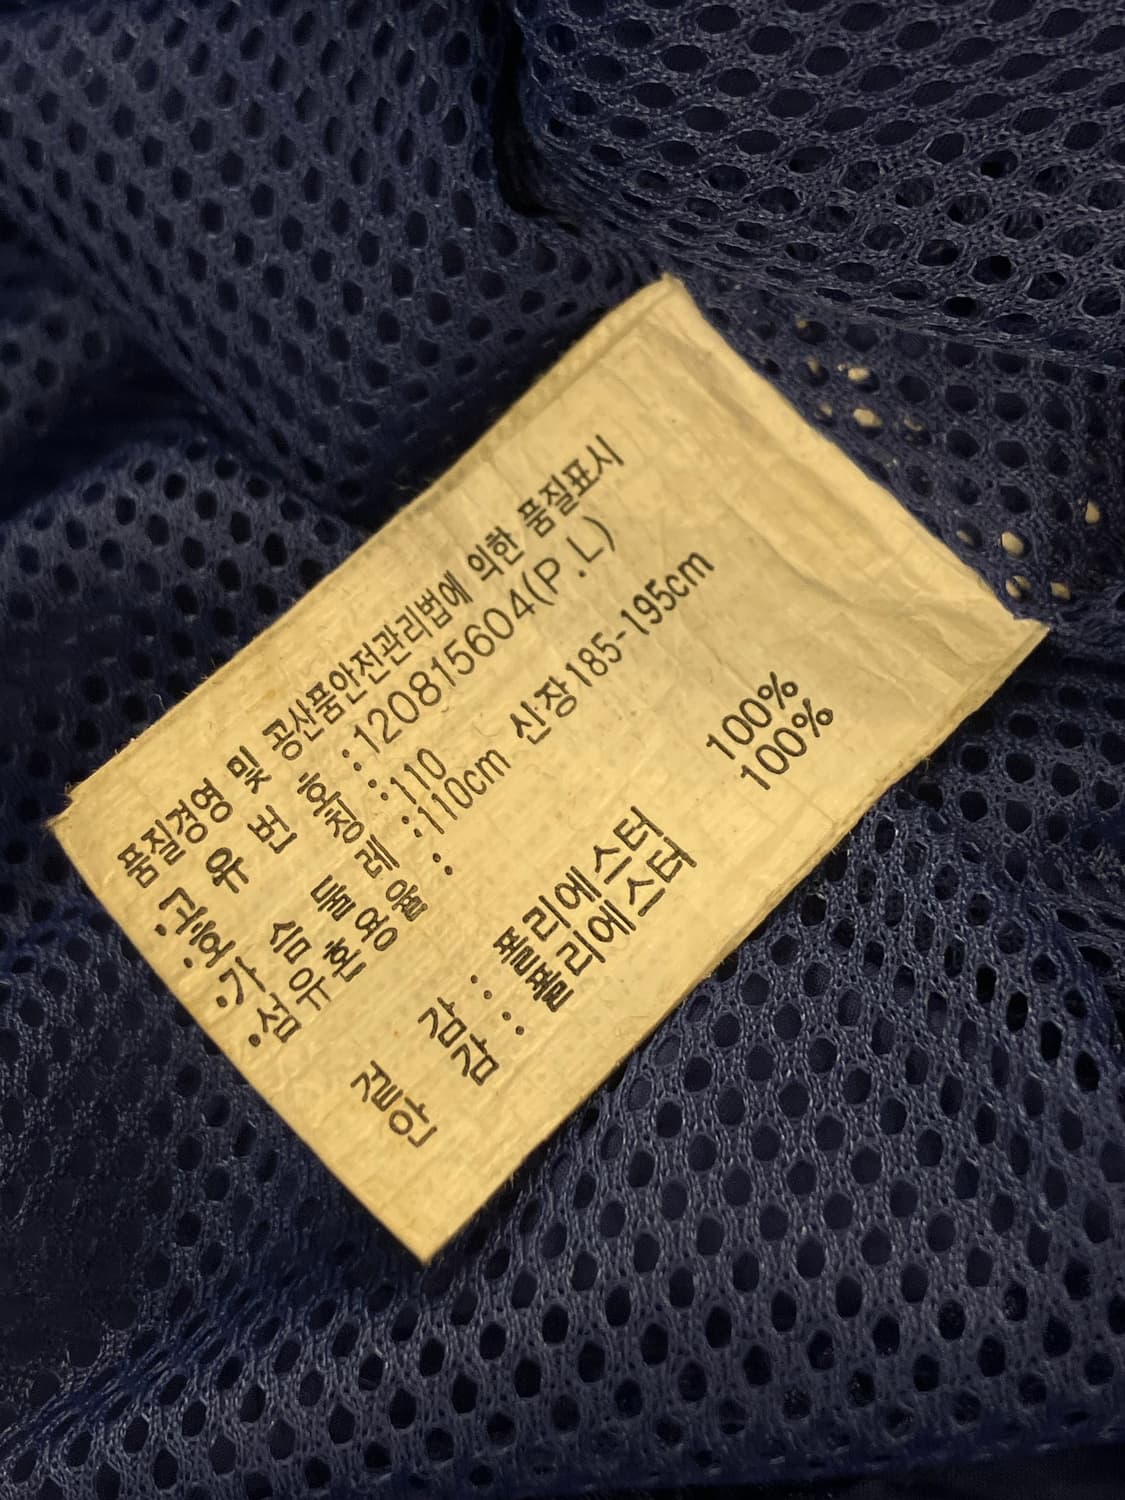 품질경영 및 공산품안전관리법에 의한 품질표시
·고 유 번 호 : 120815604(P.L)
·호 칭 : 110
·가 슴 둘 레 : 110cm 신장185-195cm
·섬유혼용율 :
겉 감 : 폴리에스터 100%
안 감 : 폴리에스터 100%